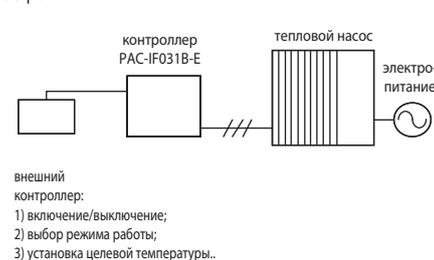 контроллер
PAC-IF031B-E
тепловой насос
электро-
питание
внешний
контроллер:
1) включение/выключение;
2) выбор режима работы;
3) установка целевой температуры..